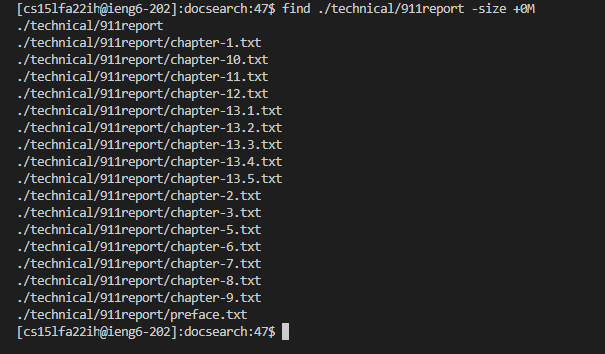 [cs15lfa22ih@ieng6-202]:docsearch:47$ find ./technical/911report -size +0M
./technical/911report
./technical/911report/chapter-1.txt
./technical/911report/chapter-10.txt
./technical/911report/chapter-11.txt
./technical/911report/chapter-12.txt
./technical/911report/chapter-13.1.txt
./technical/911report/chapter-13.2.txt
./technical/911report/chapter-13.3.txt
./technical/911report/chapter-13.4.txt
./technical/911report/chapter-13.5.txt
./technical/911report/chapter-2.txt
./technical/911report/chapter-3.txt
./technical/911report/chapter-5.txt
./technical/911report/chapter-6.txt
./technical/911report/chapter-7.txt
./technical/911report/chapter-8.txt
./technical/911report/chapter-9.txt
./technical/911report/preface.txt
[cs15lfa22ih@ieng6-202]:docsearch:47$